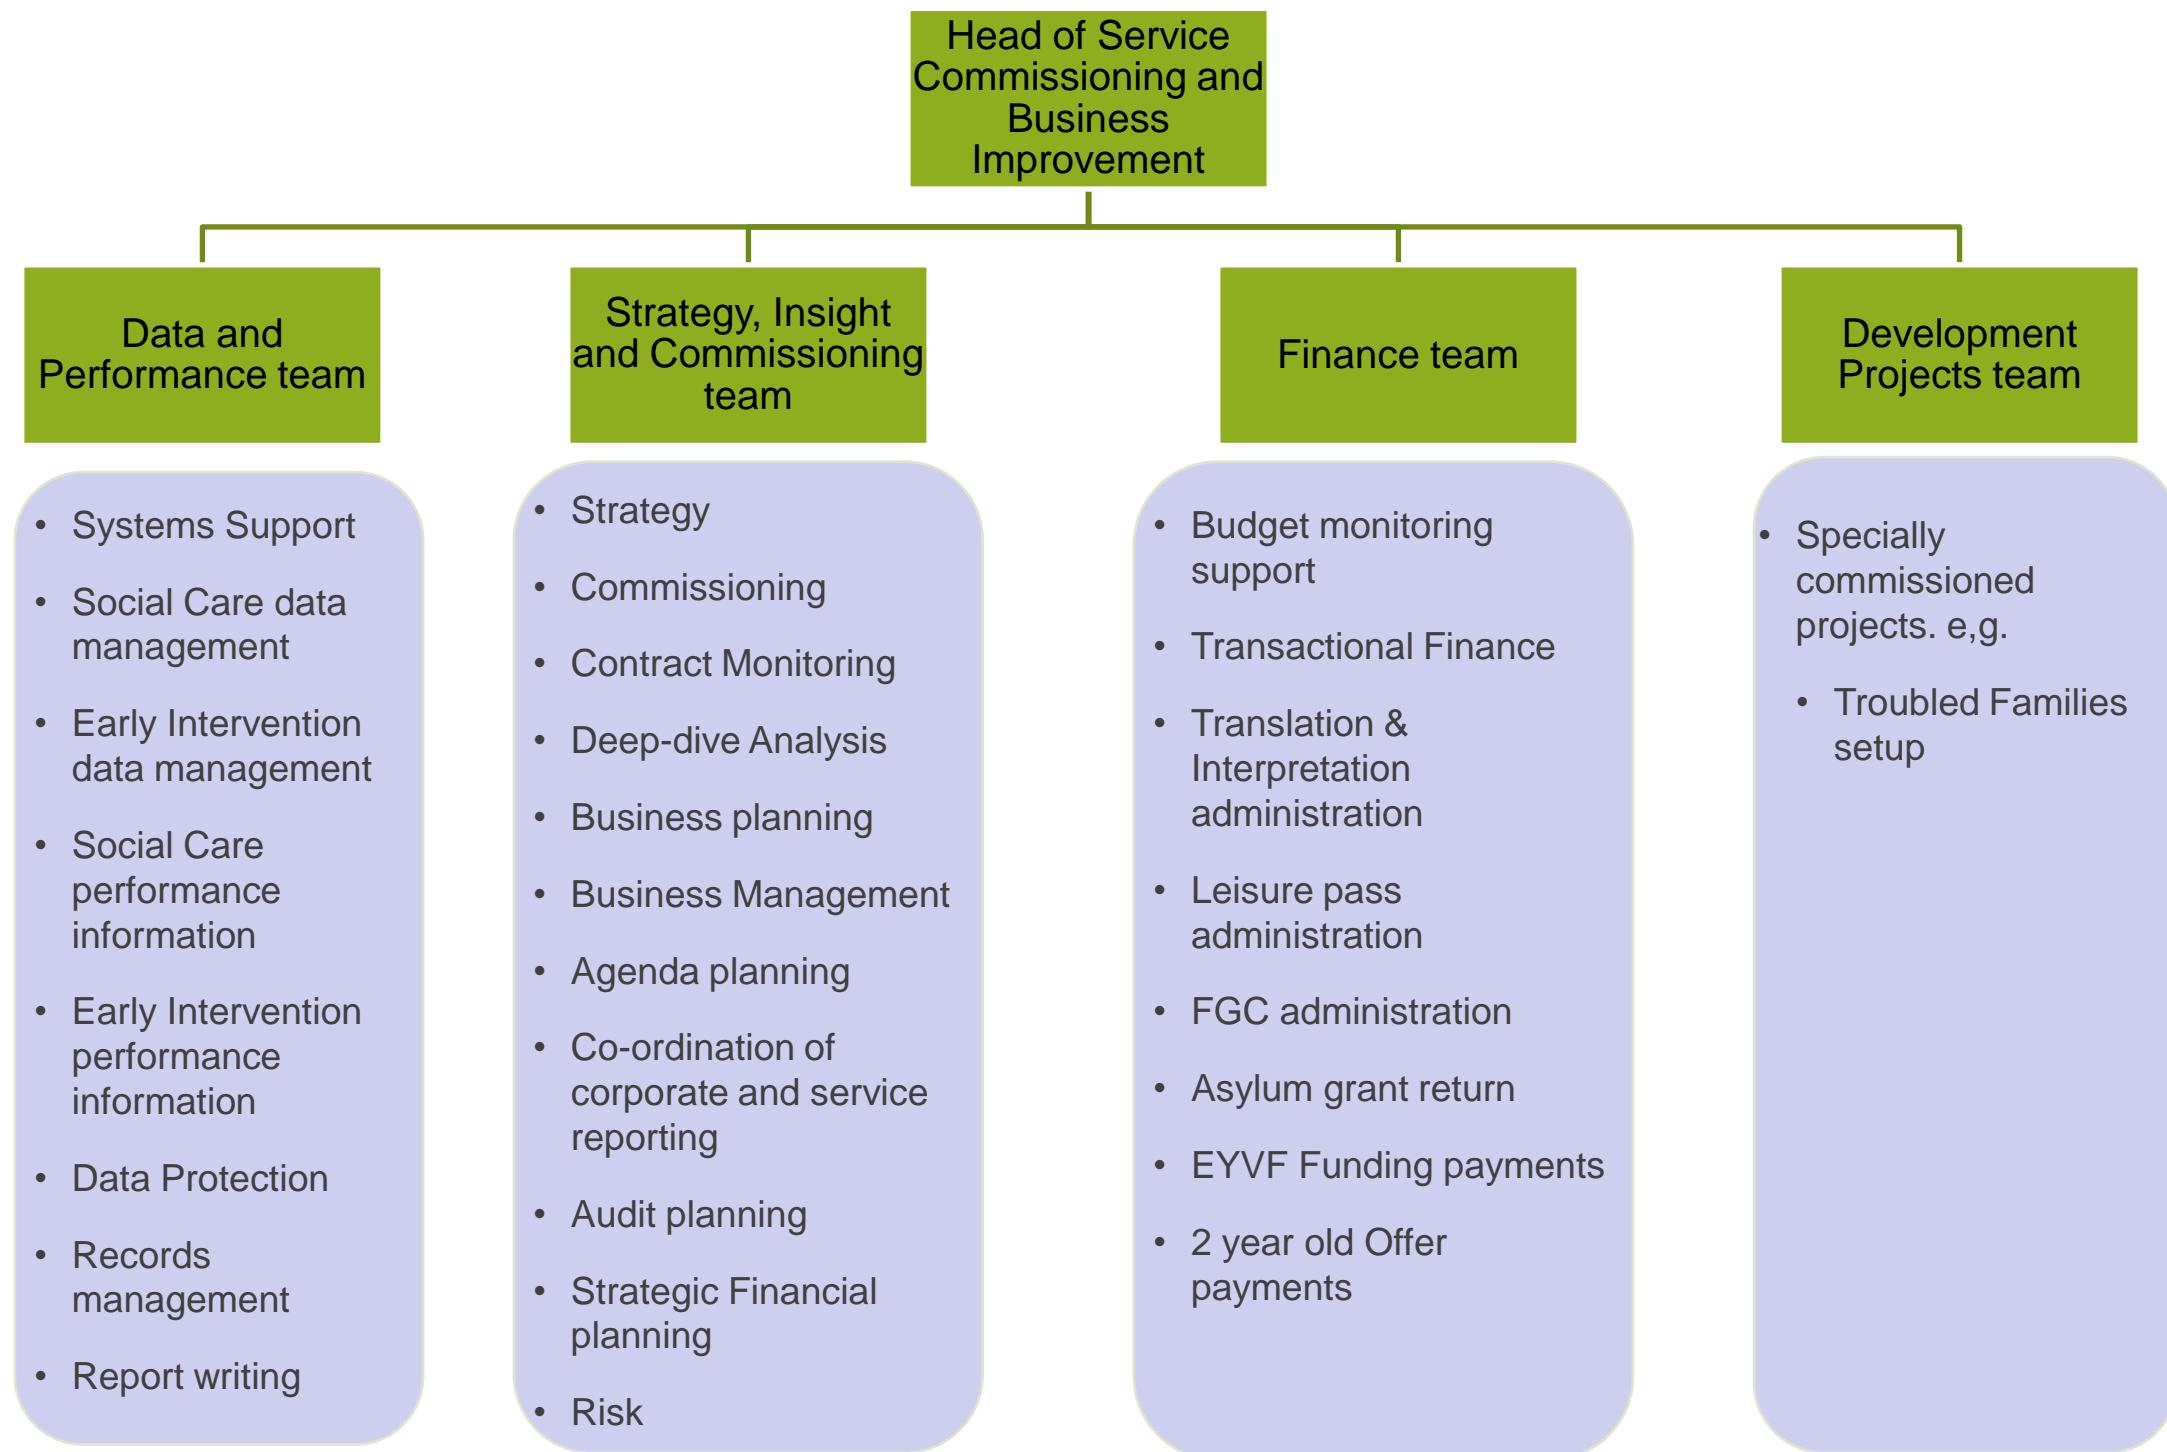 Head of Service
Commissioning and
Business
Improvement
Data and
Performance team
Strategy, Insight
and Commissioning
team
Finance team
Development
Projects team
• Systems Support
• Social Care data
management
• Early Intervention
data management
• Social Care
performance
information
• Early Intervention
performance
information
• Data Protection
• Records
management
• Report writing
• Strategy
• Commissioning
• Contract Monitoring
• Deep-dive Analysis
• Business planning
• Business Management
• Agenda planning
• Co-ordination of
corporate and service
reporting
• Audit planning
• Strategic Financial
planning
• Risk
• Budget monitoring
support
• Transactional Finance
• Translation &
Interpretation
administration
• Leisure pass
administration
• FGC administration
• Asylum grant return
• EYVF Funding payments
• 2 year old Offer
payments
• Specially
commissioned
projects. e,g.
• Troubled Families
setup